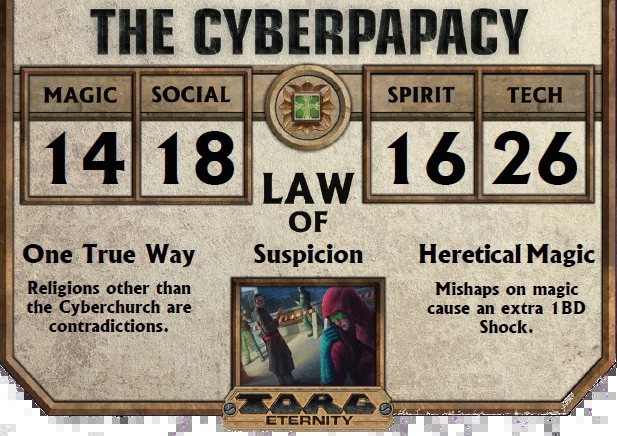 THE CYBERPAPACY
MAGIC SOCIAL SPIRIT TECH
14 18 16 26
LAW
OF
One True Way Suspicion Heretical Magic
Religions other than
the Cyberchurch are
contradictions.
Mishaps on magic
cause an extra 1BD
Shock.
TORG
ETERNITY